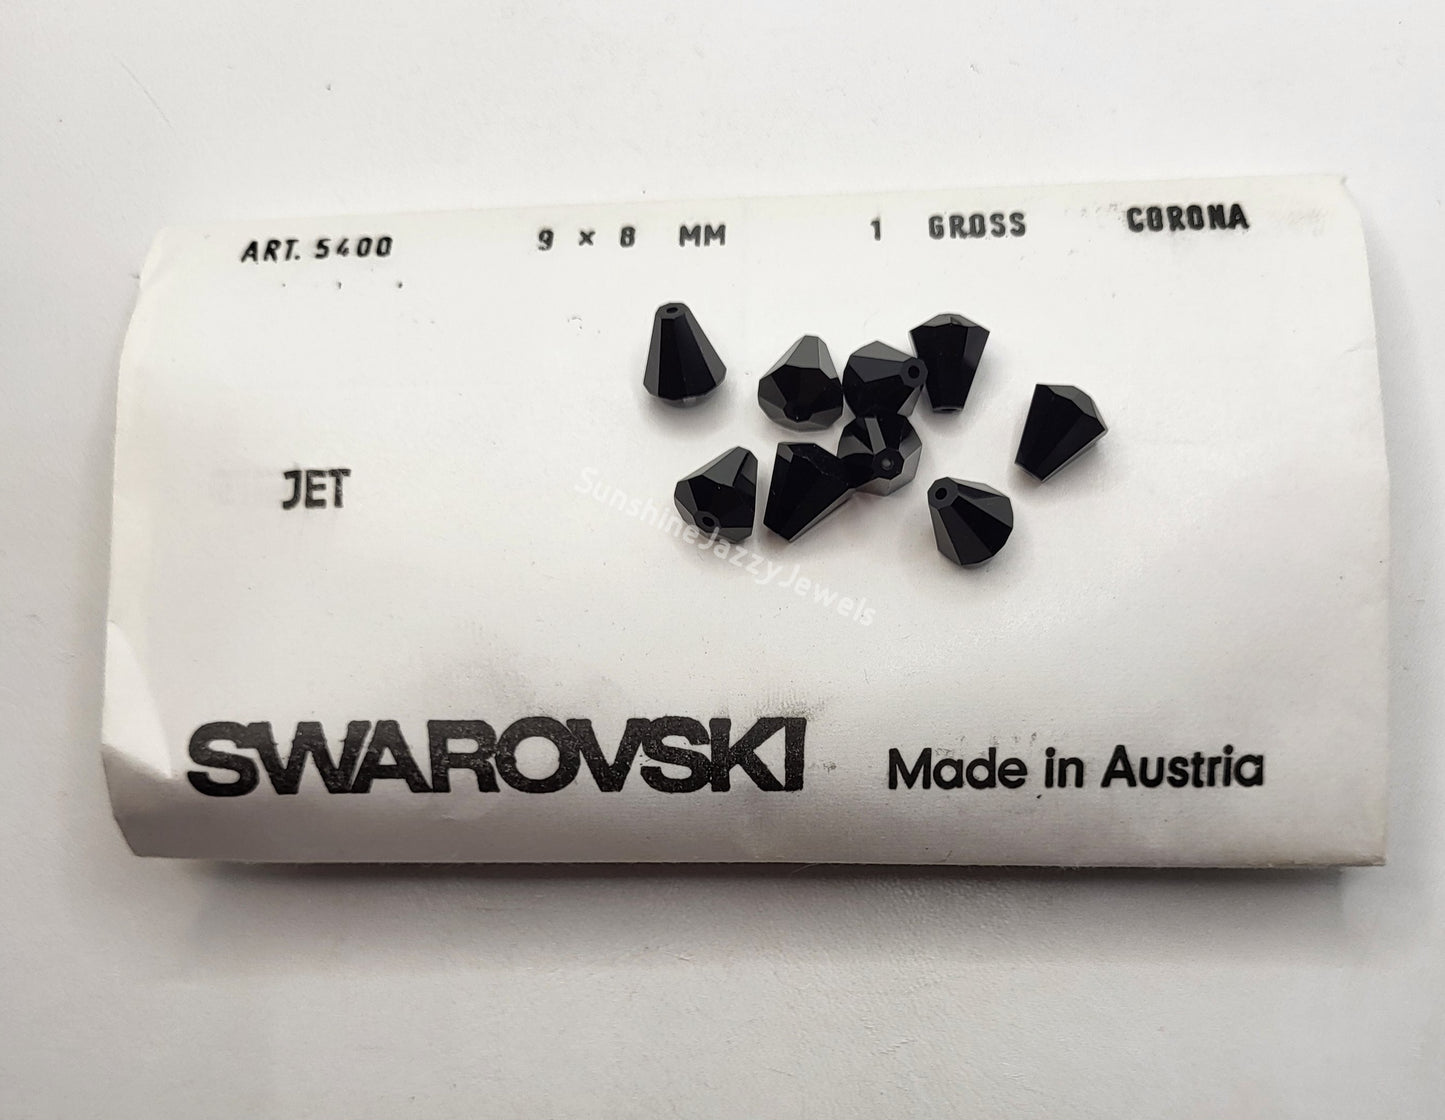 ART. 5400 9 × 8 MM 1 GROSS CORONA
JET
SunshineJazzyJewels
SWAROVSKI Made in Austria